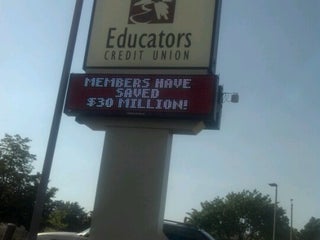 Educators
CREDIT UNION
MEMBERS HAVE
SAVED
$30 MILLION!